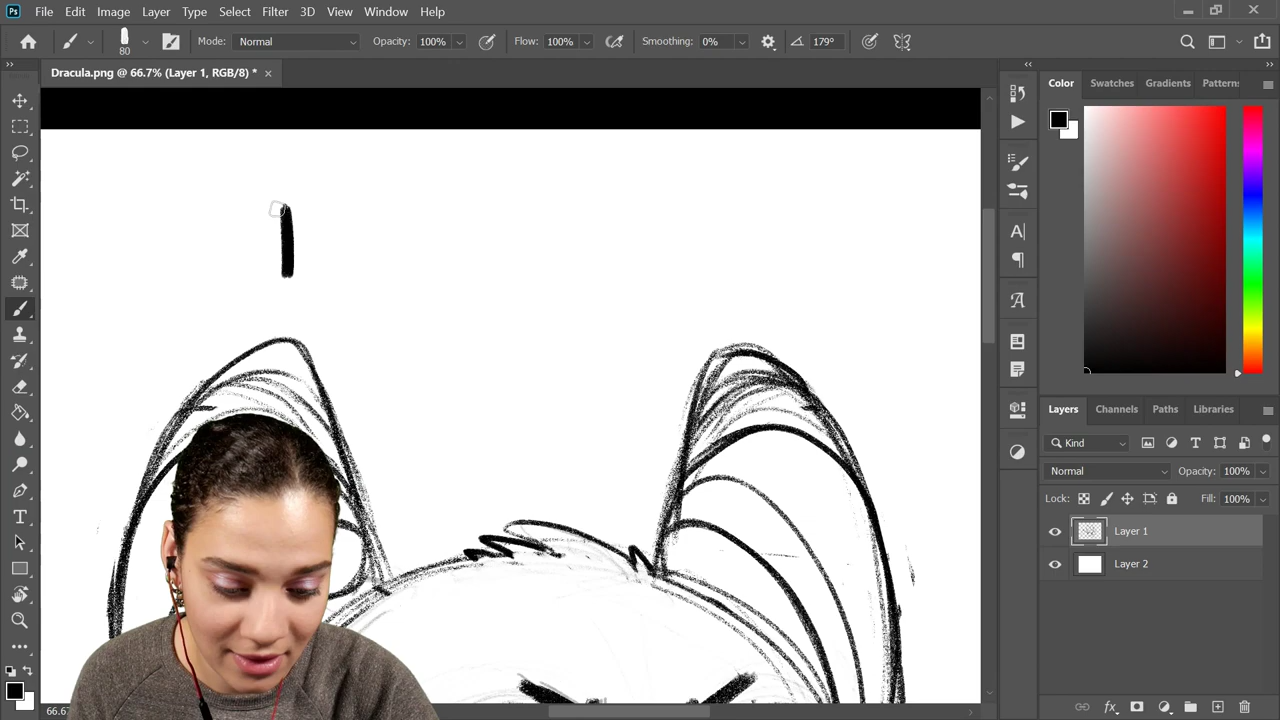 Ps File Edit Image Layer Type Select Filter 3D View Window Help
80 Mode: Normal Opacity: 100% Flow: 100% Smoothing: 0% 179°
Dracula.png @ 66.7% (Layer 1, RGB/8) * ×
Color Swatches Gradients Pattern
Layers Channels Paths Libraries
Kind
Normal Opacity: 100%
Lock: Fill: 100%
Layer 1
Layer 2
66.67
fx